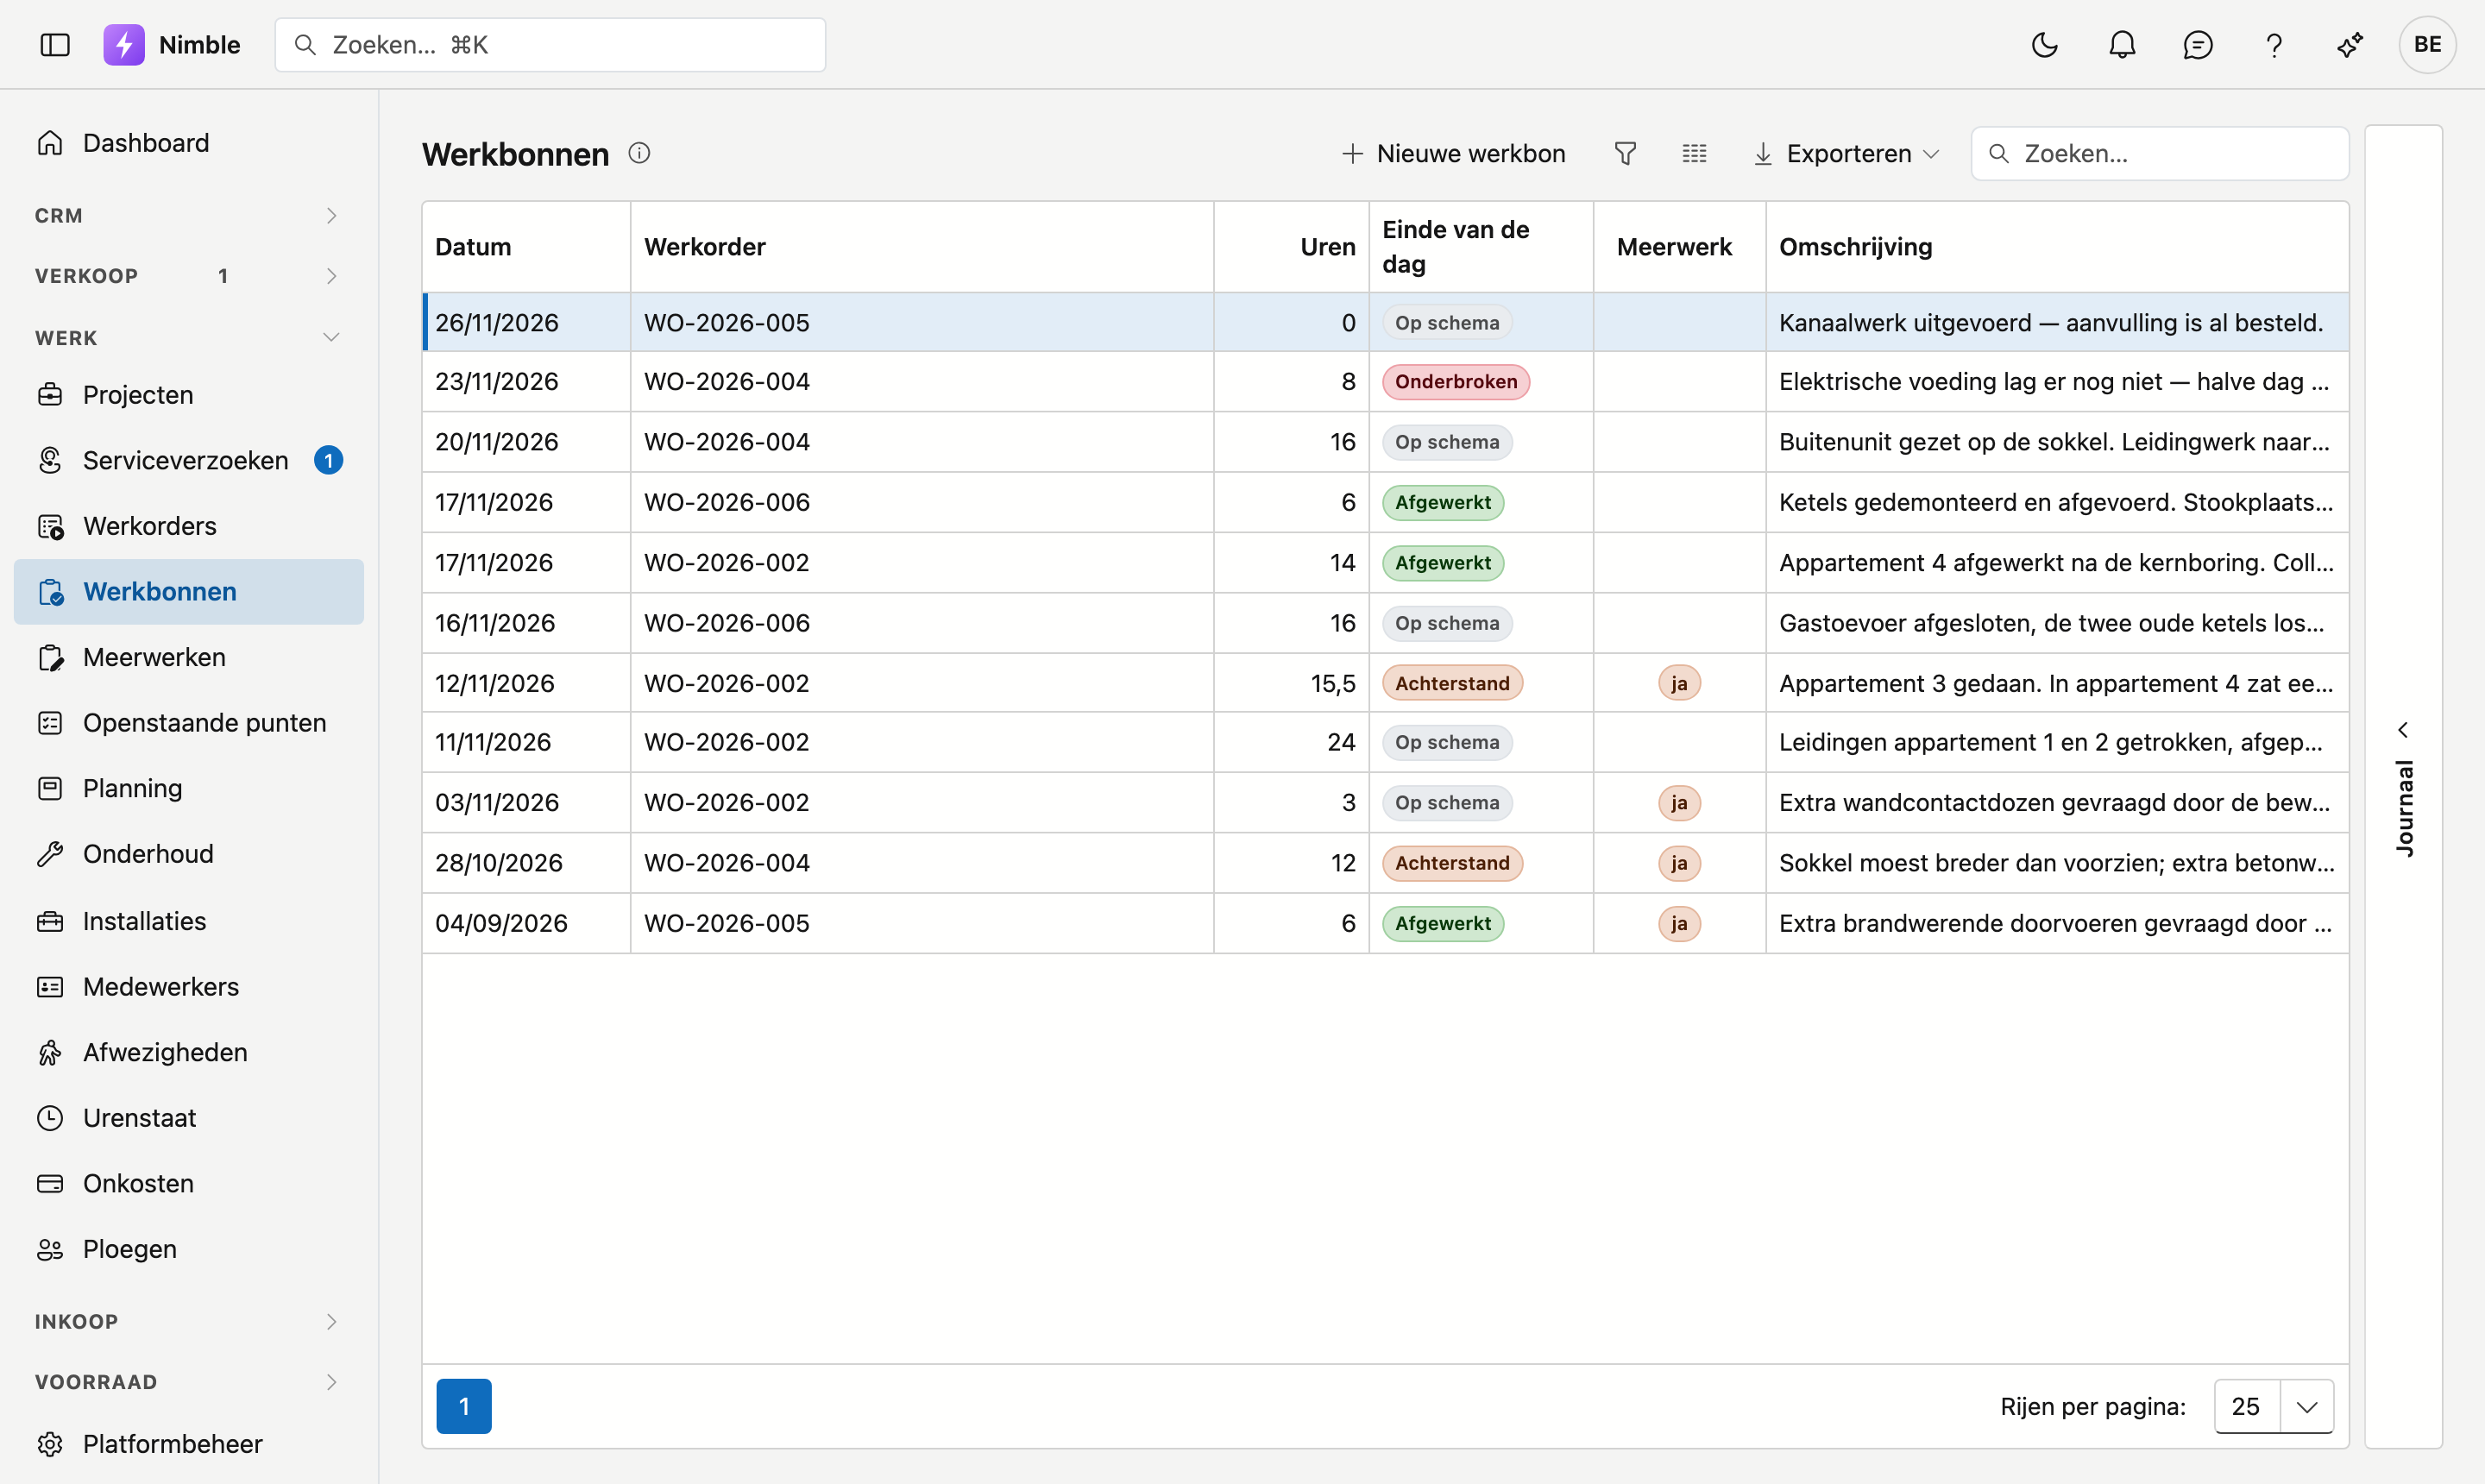 Nimble
Zoeken... ⌘K
BE
Dashboard
CRM
VERKOOP 1
WERK
Projecten
Serviceverzoeken 1
Werkorders
Werkbonnen
Meerwerken
Openstaande punten
Planning
Onderhoud
Installaties
Medewerkers
Afwezigheden
Urenstaat
Onkosten
Ploegen
INKOOP
VOORRAAD
Platformbeheer
Werkbonnen
Nieuwe werkbon
Exporteren
Zoeken...
Datum Werkorder Uren Einde van de dag Meerwerk Omschrijving
26/11/2026 WO-2026-005 0 Op schema Kanaalwerk uitgevoerd — aanvulling is al besteld.
23/11/2026 WO-2026-004 8 Onderbroken Elektrische voeding lag er nog niet — halve dag ...
20/11/2026 WO-2026-004 16 Op schema Buitenunit gezet op de sokkel. Leidingwerk naar...
17/11/2026 WO-2026-006 6 Afgewerkt Ketels gedemonteerd en afgevoerd. Stookplaats...
17/11/2026 WO-2026-002 14 Afgewerkt Appartement 4 afgewerkt na de kernboring. Coll...
16/11/2026 WO-2026-006 16 Op schema Gastoevoer afgesloten, de twee oude ketels los...
12/11/2026 WO-2026-002 15,5 Achterstand ja Appartement 3 gedaan. In appartement 4 zat ee...
11/11/2026 WO-2026-002 24 Op schema Leidingen appartement 1 en 2 getrokken, afgep...
03/11/2026 WO-2026-002 3 Op schema ja Extra wandcontactdozen gevraagd door de bew...
28/10/2026 WO-2026-004 12 Achterstand ja Sokkel moest breder dan voorzien; extra betonw...
04/09/2026 WO-2026-005 6 Afgewerkt ja Extra brandwerende doorvoeren gevraagd door ...
1
Rijen per pagina: 25
Journaal